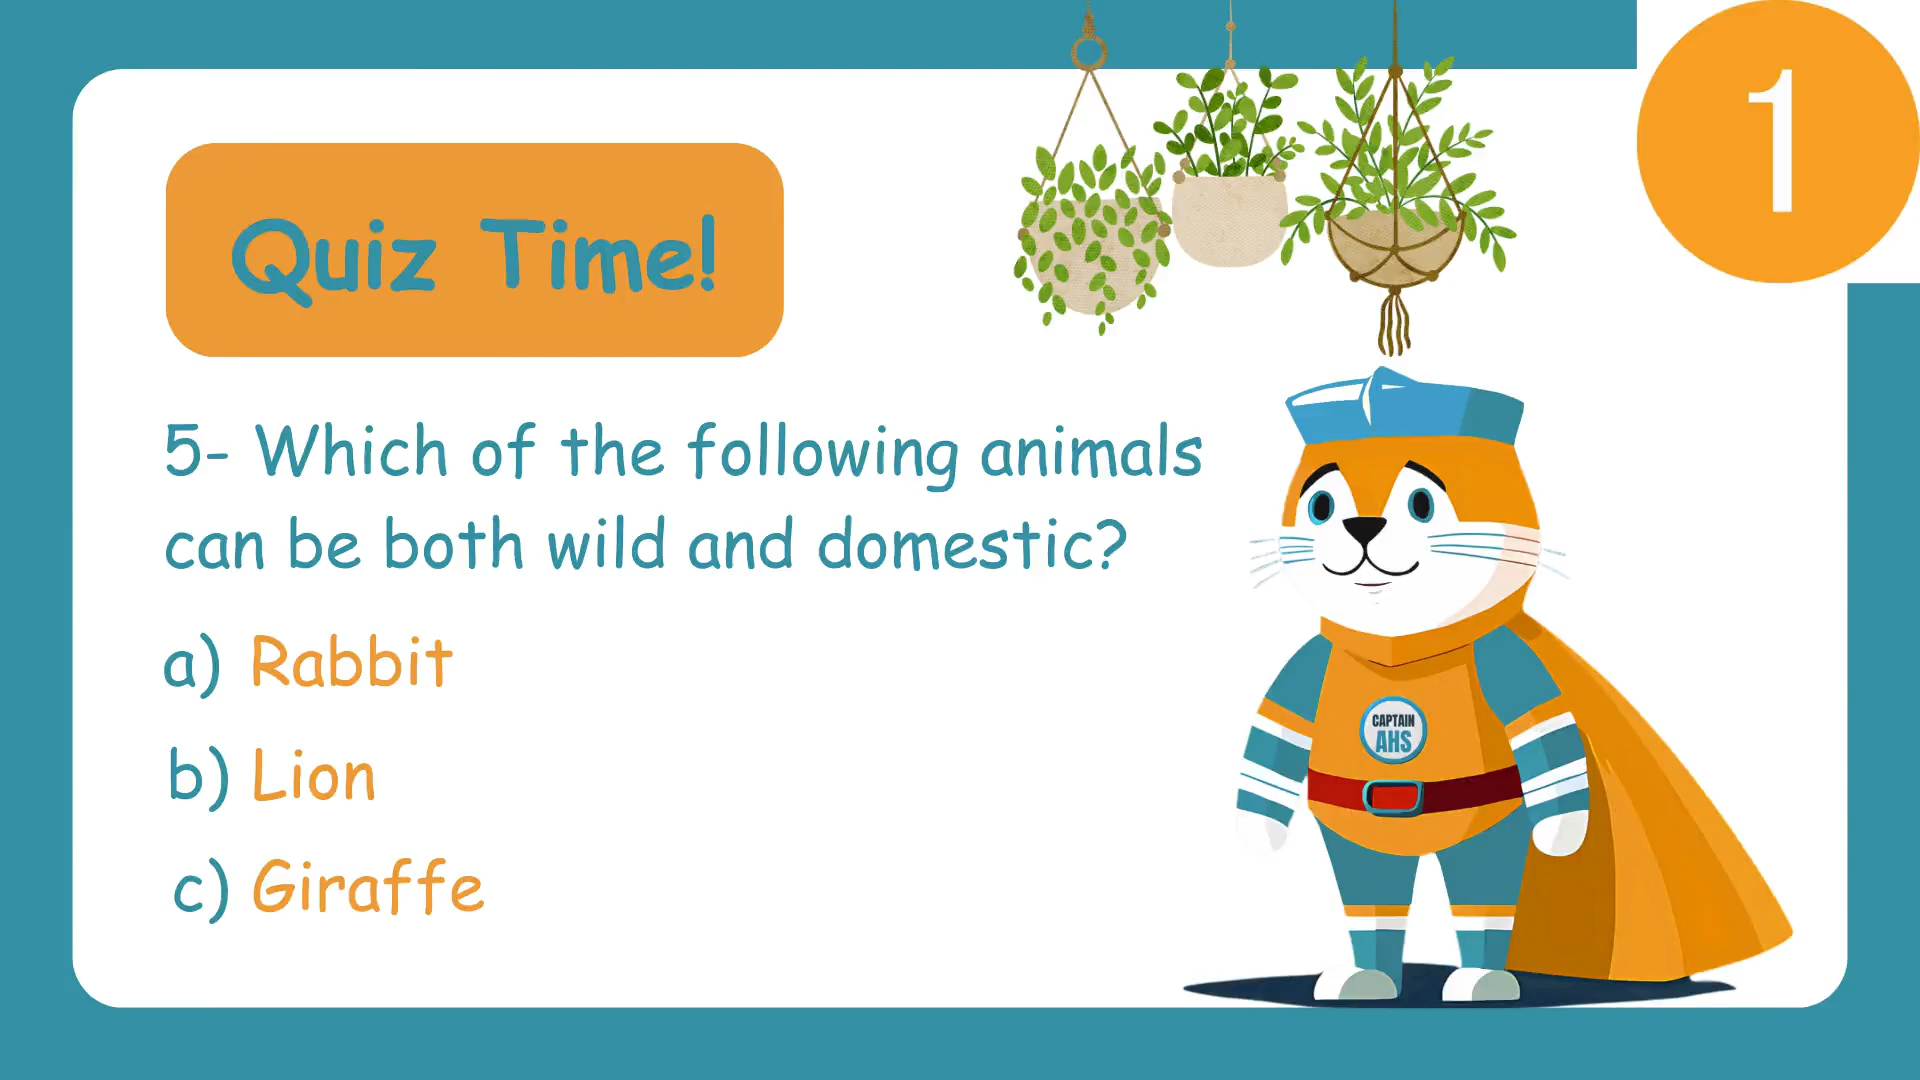 1
Quiz Time!
5- Which of the following animals
can be both wild and domestic?
a) Rabbit
b) Lion
c) Giraffe
CAPTAIN
AHS